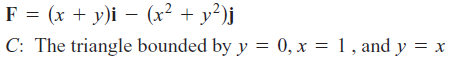 F = (x + y)i − (x² + y²)j
C: The triangle bounded by y = 0, x = 1, and y = x